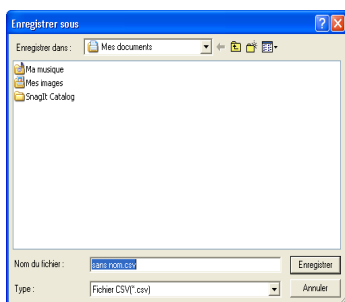 Enregistrer sous
Enregistrer dans :
Mes documents
Ma musique
Mes images
SnagIt Catalog
Nom du fichier :
sans nom.csv
Enregistrer
Type :
Fichier CSV(*.csv)
Annuler